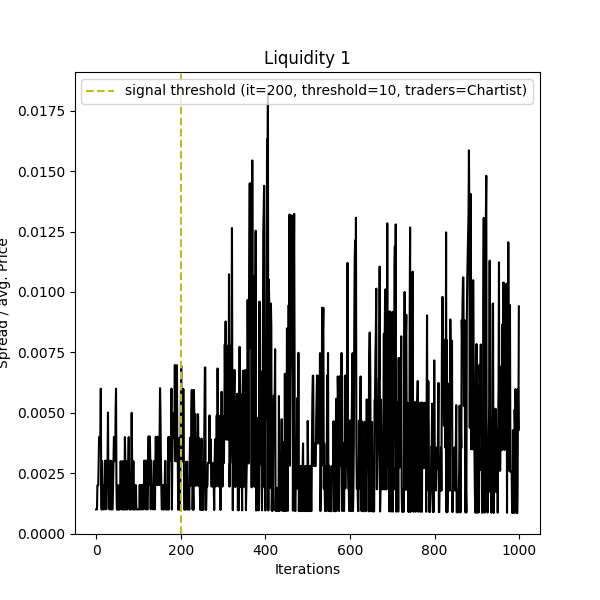 Liquidity 1
signal threshold (it=200, threshold=10, traders=Chartist)
Spread / avg. Price
0.0175
0.0150
0.0125
0.0100
0.0075
0.0050
0.0025
0.0000
0 200 400 600 800 1000
Iterations